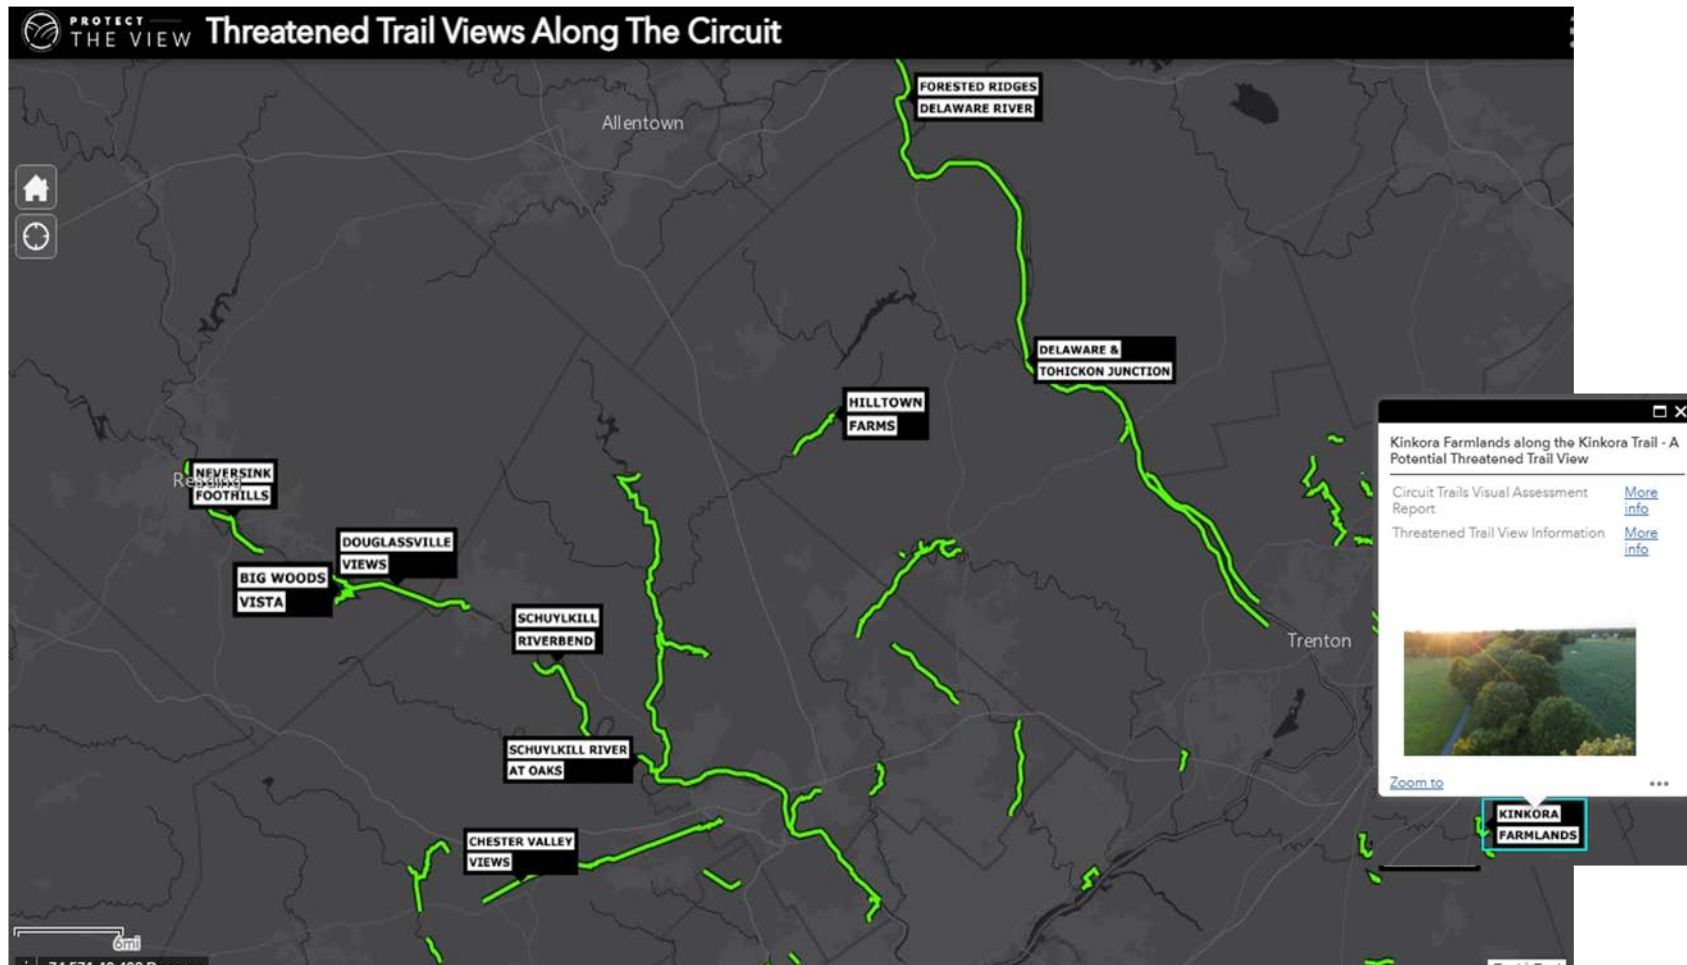 PROTECT
THE VIEW
Threatened Trail Views Along The Circuit
FORESTED RIDGES
DELAWARE RIVER
Allentown
DELAWARE &
TOHICKON JUNCTION
HILLTOWN
FARMS
Kinkora Farmlands along the Kinkora Trail - A
Potential Threatened Trail View
Circuit Trails Visual Assessment
Report
More
info
Threatened Trail View Information
More
info
Zoom to
NEVERSINK
Reading
FOOTHILLS
DOUGLASSVILLE
VIEWS
BIG WOODS
VISTA
SCHUYLKILL
RIVERBEND
Trenton
SCHUYLKILL RIVER
AT OAKS
KINKORA
FARMLANDS
CHESTER VALLEY
VIEWS
6mi